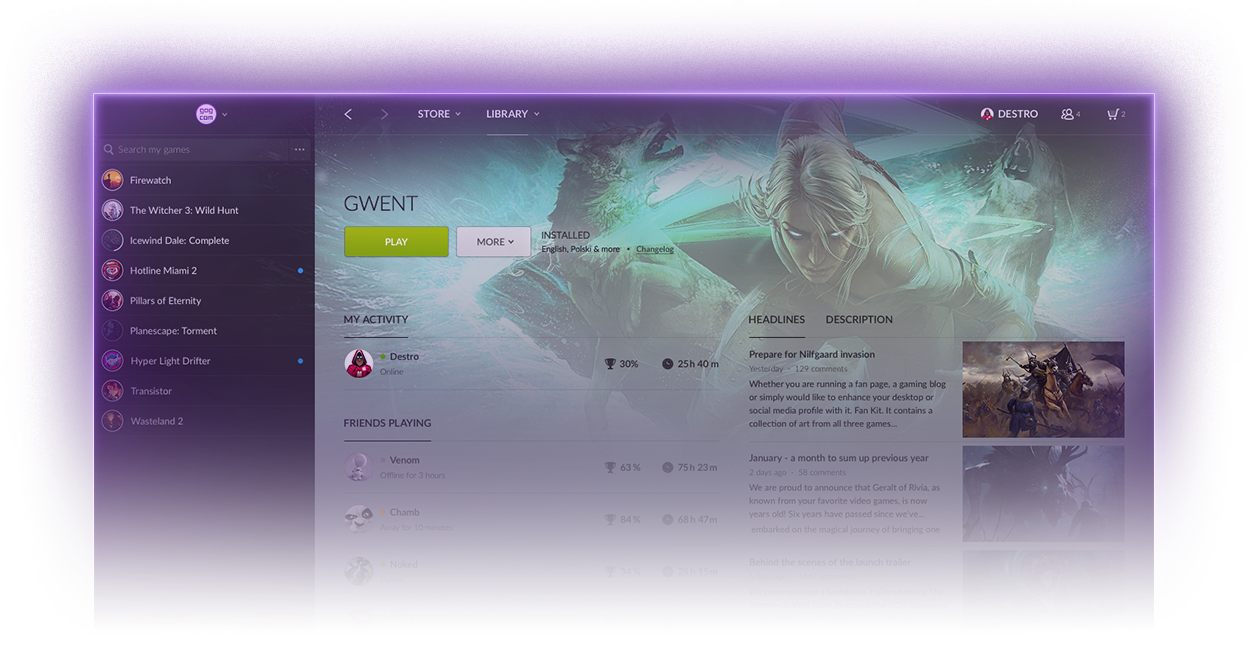 gog
com
STORE
LIBRARY
DESTRO
4
2
Search my games
Firewatch
The Witcher 3: Wild Hunt
Icewind Dale: Complete
Hotline Miami 2
Pillars of Eternity
Planescape: Torment
Hyper Light Drifter
Transistor
Wasteland 2
GWENT
PLAY
MORE
INSTALLED
English, Polski & more • Changelog
MY ACTIVITY
Destro
Online
30%
25h 40 m
FRIENDS PLAYING
Venom
Offline for 3 hours
63 %
75h 23 m
Chamb
Away for 10 minutes
84 %
68h 47m
Naked
HEADLINES
DESCRIPTION
Prepare for Nilfgaard invasion
Yesterday · 129 comments
Whether you are running a fan page, a gaming blog
or simply would like to enhance your desktop or
social media profile with it. Fan Kit. It contains a
collection of art from all three games...
January - a month to sum up previous year
2 days ago · 58 comments
We are proud to announce that Geralt of Rivia, as
known from your favorite video games, is now
years old! Six years have passed since we've...
embarked on the magical journey of bringing one
Behind the scenes of the launch trailer